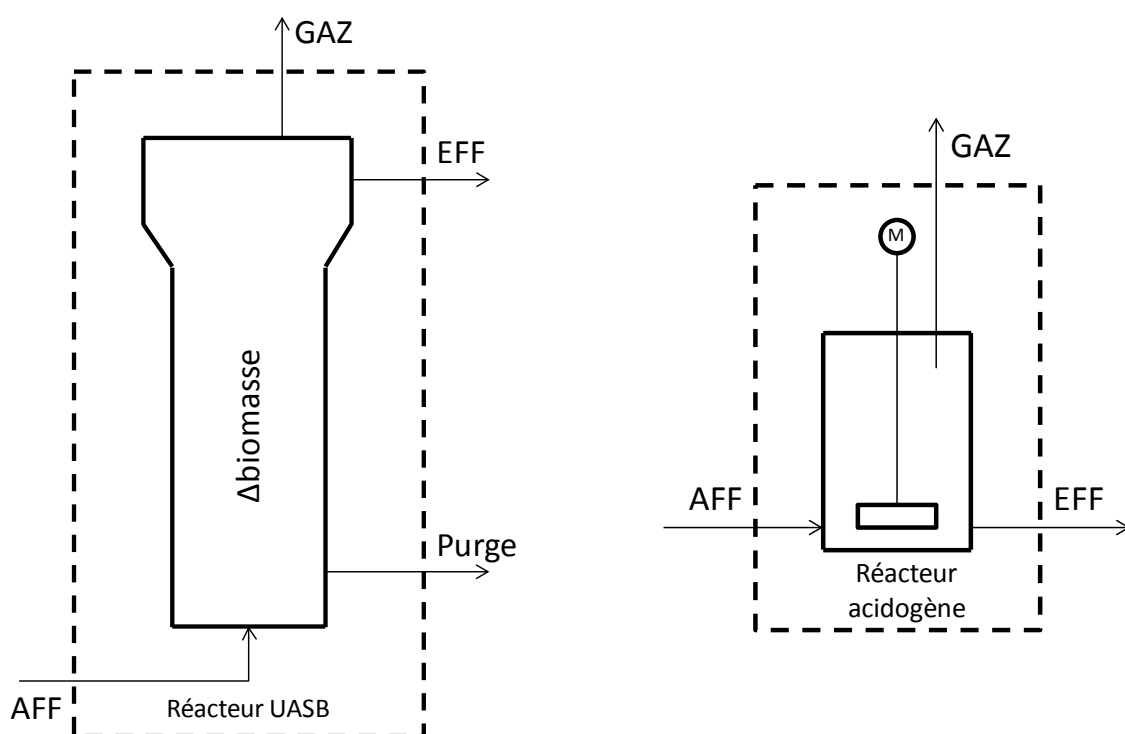 GAZ
EFF
Δbiomasse
Purge
AFF
Réacteur UASB
GAZ
M
AFF
EFF
Réacteur
acidogène